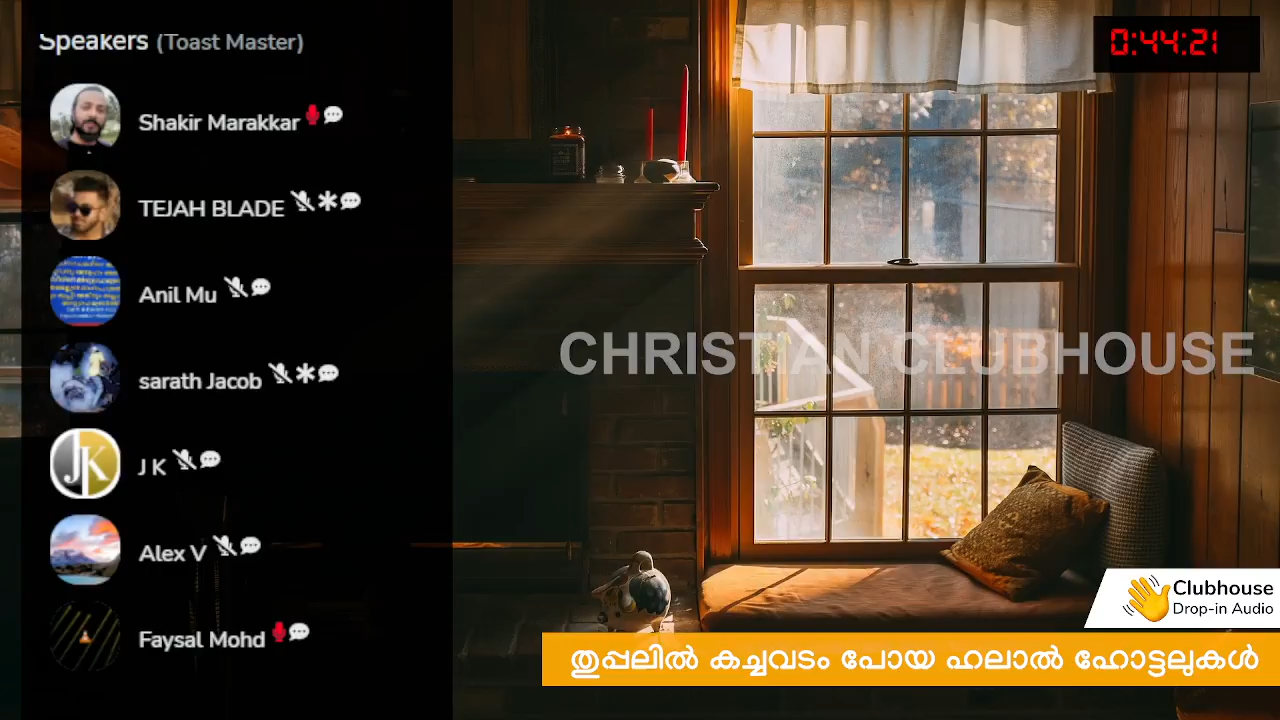 Speakers (Toast Master)
0:44:21
Shakir Marakkar
TEJAH BLADE
Anil Mu
sarath Jacob
CHRISTIAN CLUBHOUSE
JK
J K
Alex V
Faysal Mohd
Clubhouse
Drop-in Audio
തുപ്പലിൽ കച്ചവടം പോയ ഹലാൽ ഹോട്ടലുകൾ